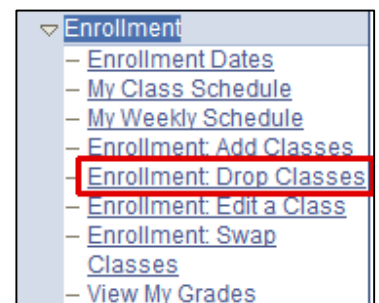 Enrollment
– Enrollment Dates
– My Class Schedule
– My Weekly Schedule
– Enrollment: Add Classes
– Enrollment: Drop Classes
– Enrollment: Edit a Class
– Enrollment: Swap
Classes
– View My Grades